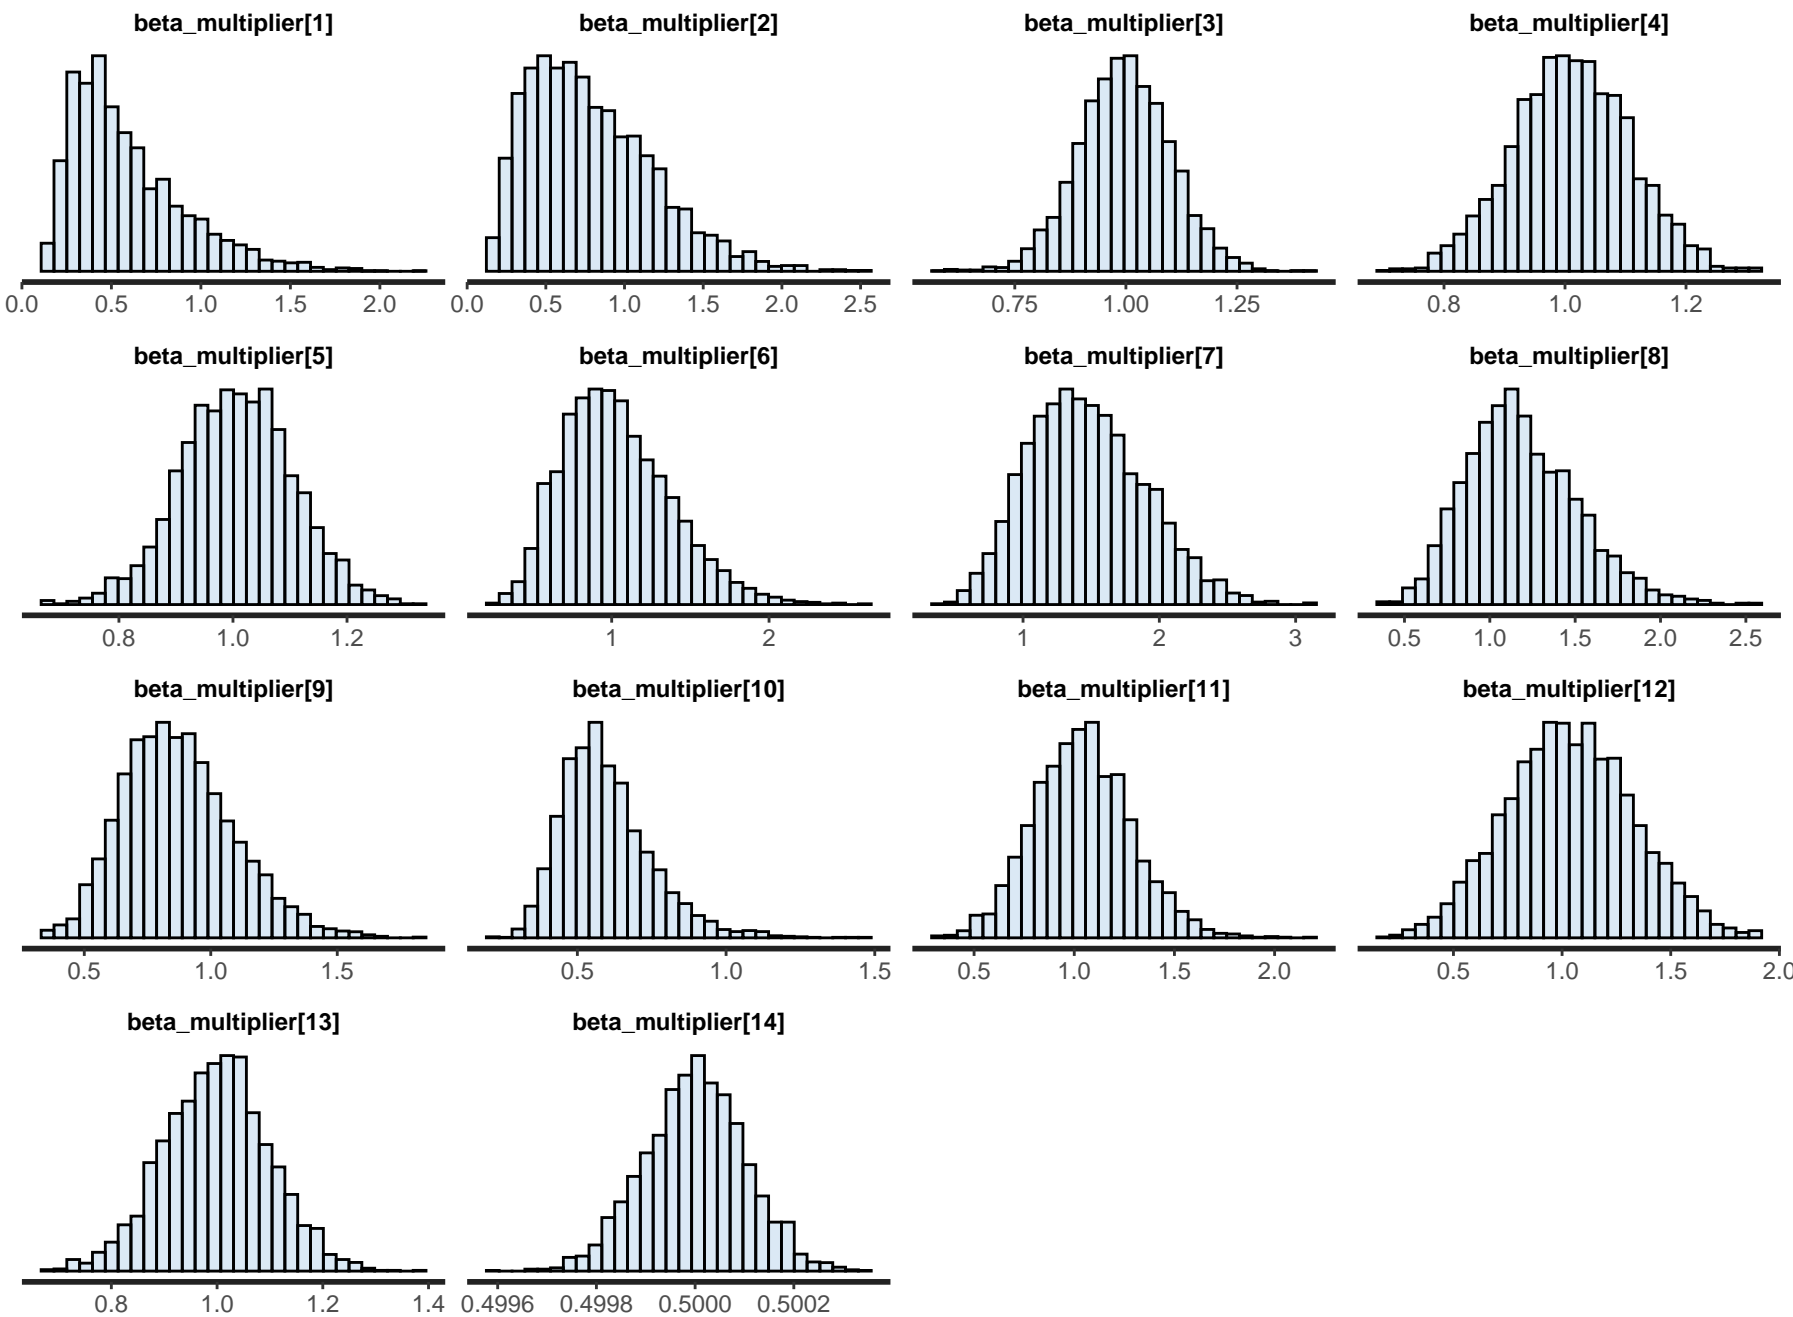 beta_multiplier[1] beta_multiplier[2] beta_multiplier[3] beta_multiplier[4]
0.0 0.5 1.0 1.5 2.0 0.0 0.5 1.0 1.5 2.0 2.5 0.75 1.00 1.25 0.8 1.0 1.2
beta_multiplier[5] beta_multiplier[6] beta_multiplier[7] beta_multiplier[8]
0.8 1.0 1.2 1 2 1 2 3 0.5 1.0 1.5 2.0 2.5
beta_multiplier[9] beta_multiplier[10] beta_multiplier[11] beta_multiplier[12]
0.5 1.0 1.5 0.5 1.0 1.5 0.5 1.0 1.5 2.0 0.5 1.0 1.5 2.0
beta_multiplier[13] beta_multiplier[14]
0.8 1.0 1.2 1.4 0.4996 0.4998 0.5000 0.5002